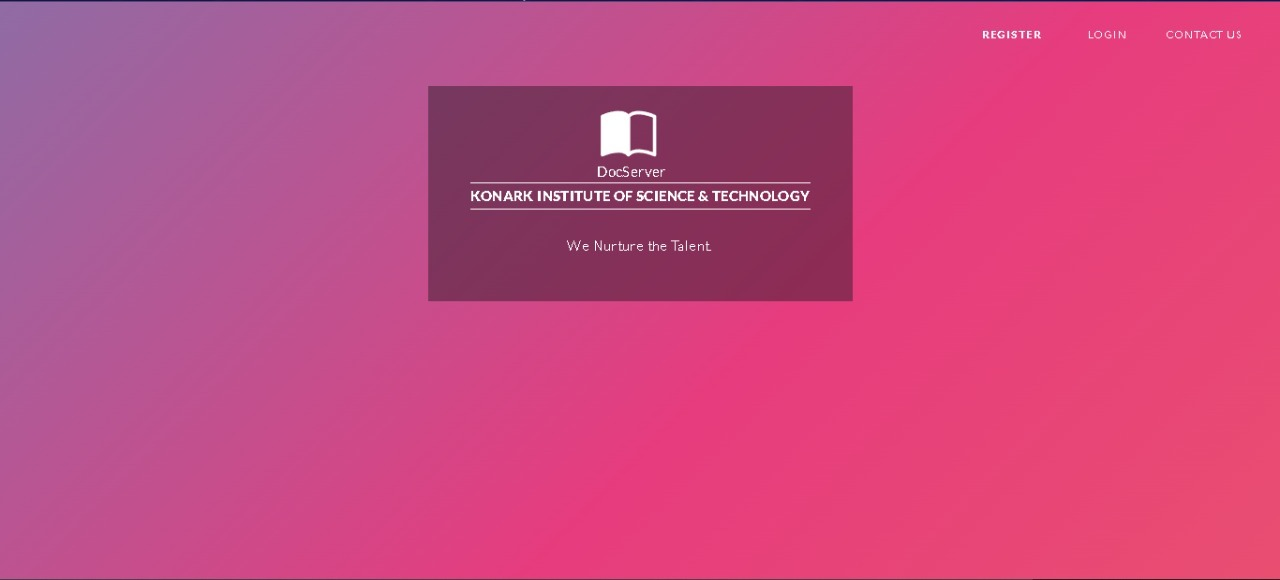 REGISTER LOGIN CONTACT US
DocServer
KONARK INSTITUTE OF SCIENCE & TECHNOLOGY
We Nurture the Talent.